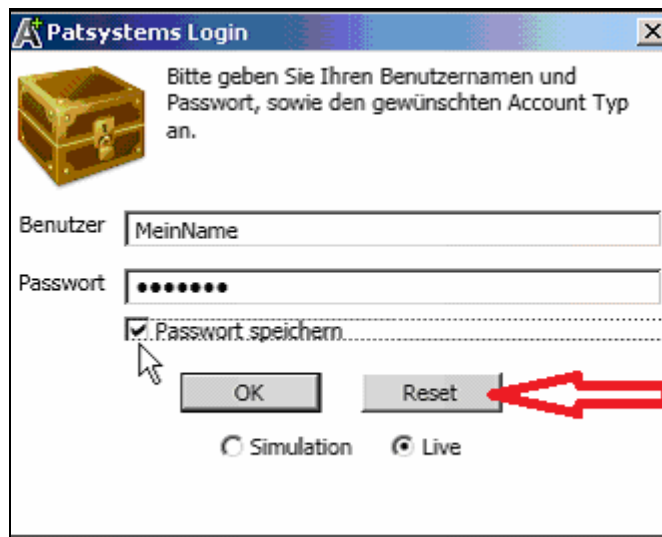 Patsystems Login
Bitte geben Sie Ihren Benutzernamen und
Passwort, sowie den gewünschten Account Typ
an.
Benutzer MeinName
Passwort •••••••
Passwort speichern
OK Reset
Simulation Live